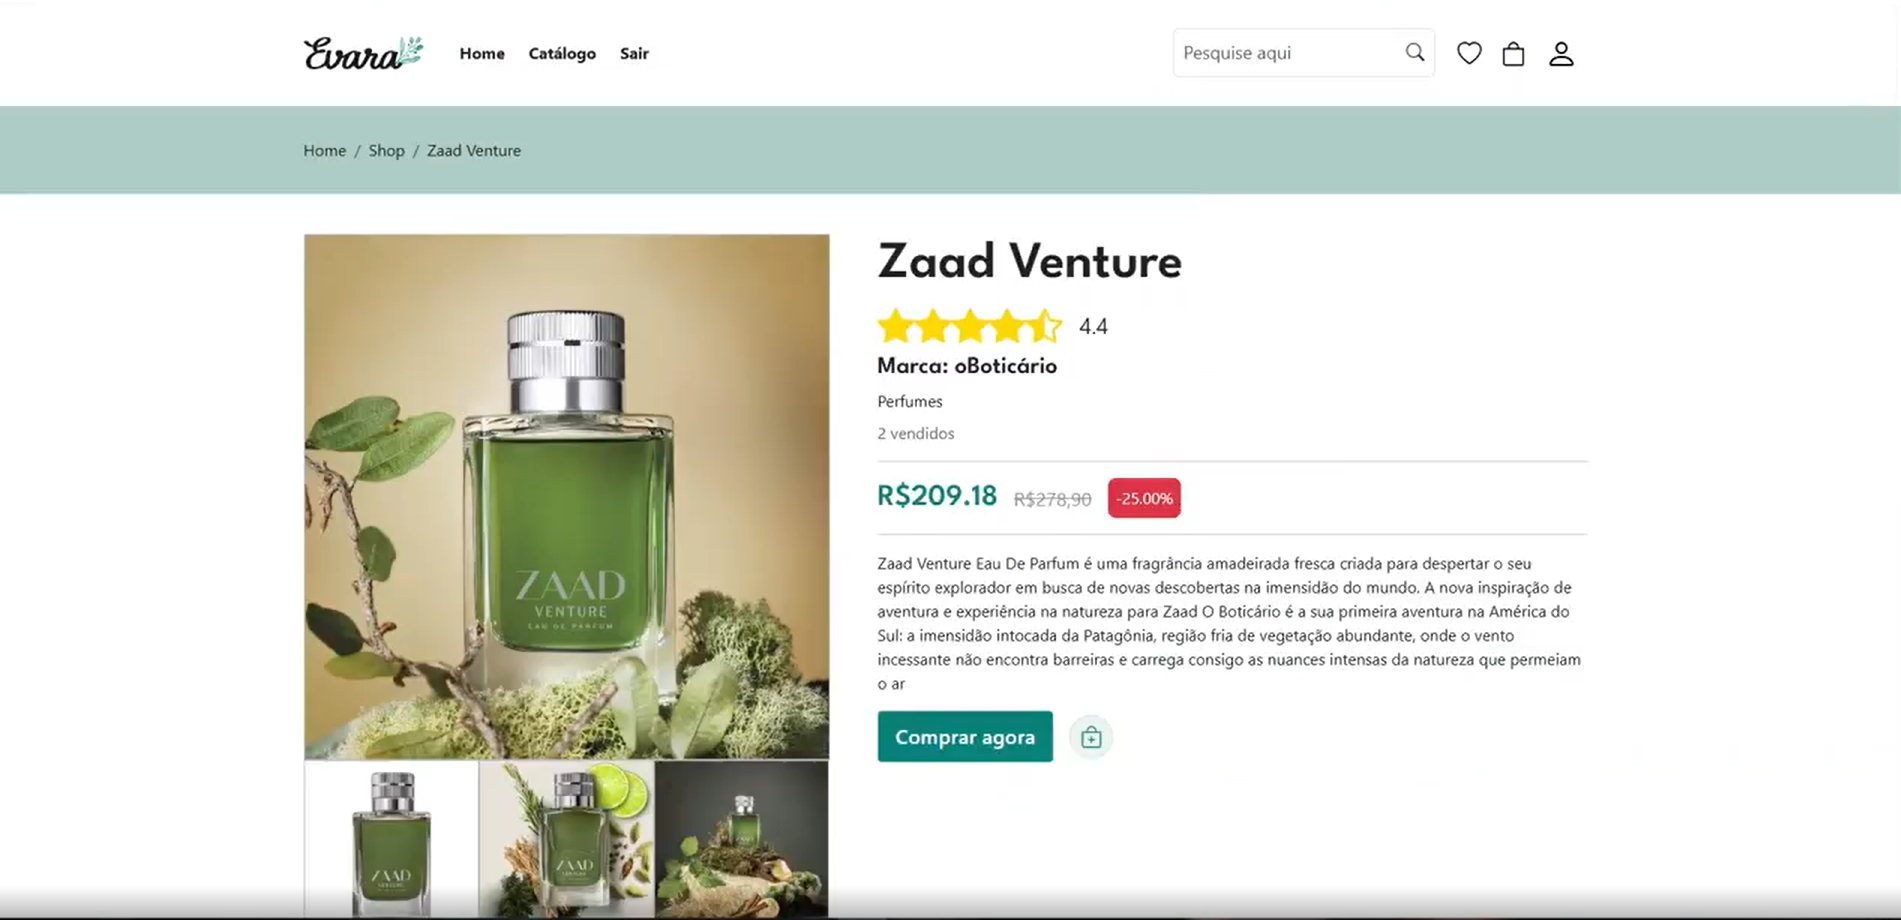 Evara
Home Catálogo Sair
Pesquise aqui
Home / Shop / Zaad Venture
Zaad Venture
4.4
Marca: oBoticário
Perfumes
2 vendidos
R$209.18 R$278,90 -25.00%
Zaad Venture Eau De Parfum é uma fragrância amadeirada fresca criada para despertar o seu
espírito explorador em busca de novas descobertas na imensidão do mundo. A nova inspiração de
aventura e experiência na natureza para Zaad O Boticário é a sua primeira aventura na América do
Sul: a imensidão intocada da Patagônia, região fria de vegetação abundante, onde o vento
incessante não encontra barreiras e carrega consigo as nuances intensas da natureza que permeiam
o ar
Comprar agora
ZAAD
VENTURE
EAU DE PARFUM
ZAAD
VENTURE
ZAAD
VENTURE